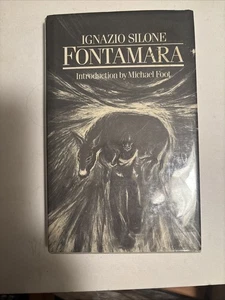 IGNAZIO SILONE
FONTAMARA
Introduction by Michael Foot